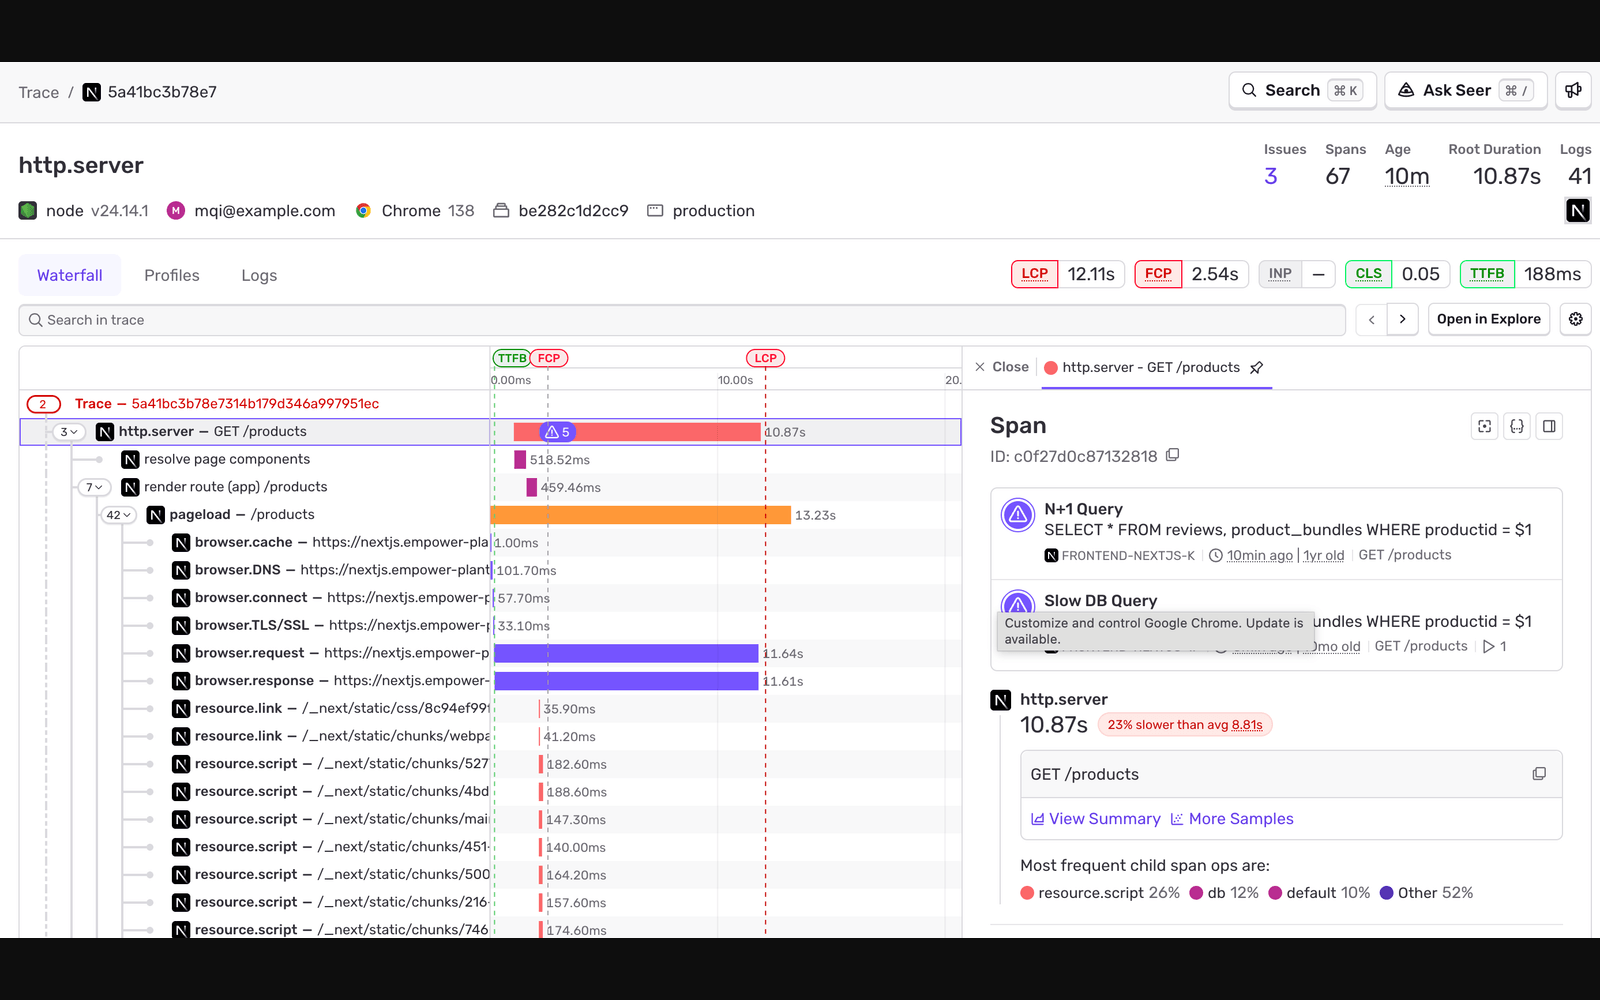 Trace / 5a41bc3b78e7
Search ⌘ K
Ask Seer ⌘ /
http.server
Issues Spans Age Root Duration Logs
3 67 10m 10.87s 41
node v24.14.1 M mqi@example.com Chrome 138 be282c1d2cc9 production
Waterfall Profiles Logs
LCP 12.11s FCP 2.54s INP — CLS 0.05 TTFB 188ms
Search in trace
Open in Explore
TTFB FCP LCP
0.00ms 10.00s 20.
2 Trace — 5a41bc3b78e7314b179d346a997951ec
3 http.server — GET /products 5 10.87s
resolve page components 518.52ms
7 render route (app) /products 459.46ms
42 pageload — /products 13.23s
browser.cache — https://nextjs.empower-pla 1.00ms
browser.DNS — https://nextjs.empower-plant 101.70ms
browser.connect — https://nextjs.empower-p 57.70ms
browser.TLS/SSL — https://nextjs.empower-p 33.10ms
browser.request — https://nextjs.empower-p 11.64s
browser.response — https://nextjs.empower- 11.61s
resource.link — /_next/static/css/8c94ef99 35.90ms
resource.link — /_next/static/chunks/webpa 41.20ms
resource.script — /_next/static/chunks/527 182.60ms
resource.script — /_next/static/chunks/4bd 188.60ms
resource.script — /_next/static/chunks/mai 147.30ms
resource.script — /_next/static/chunks/451- 140.00ms
resource.script — /_next/static/chunks/500 164.20ms
resource.script — /_next/static/chunks/216- 157.60ms
resource.script — /_next/static/chunks/746 174.60ms
Close http.server - GET /products
Span
ID: c0f27d0c87132818
N+1 Query
SELECT * FROM reviews, product_bundles WHERE productid = $1
FRONTEND-NEXTJS-K 10min ago | 1yr old GET /products
Slow DB Query
undles WHERE productid = $1
Customize and control Google Chrome. Update is
available.
mo old GET /products 1
http.server
10.87s 23% slower than avg 8.81s
GET /products
View Summary More Samples
Most frequent child span ops are:
resource.script 26% db 12% default 10% Other 52%